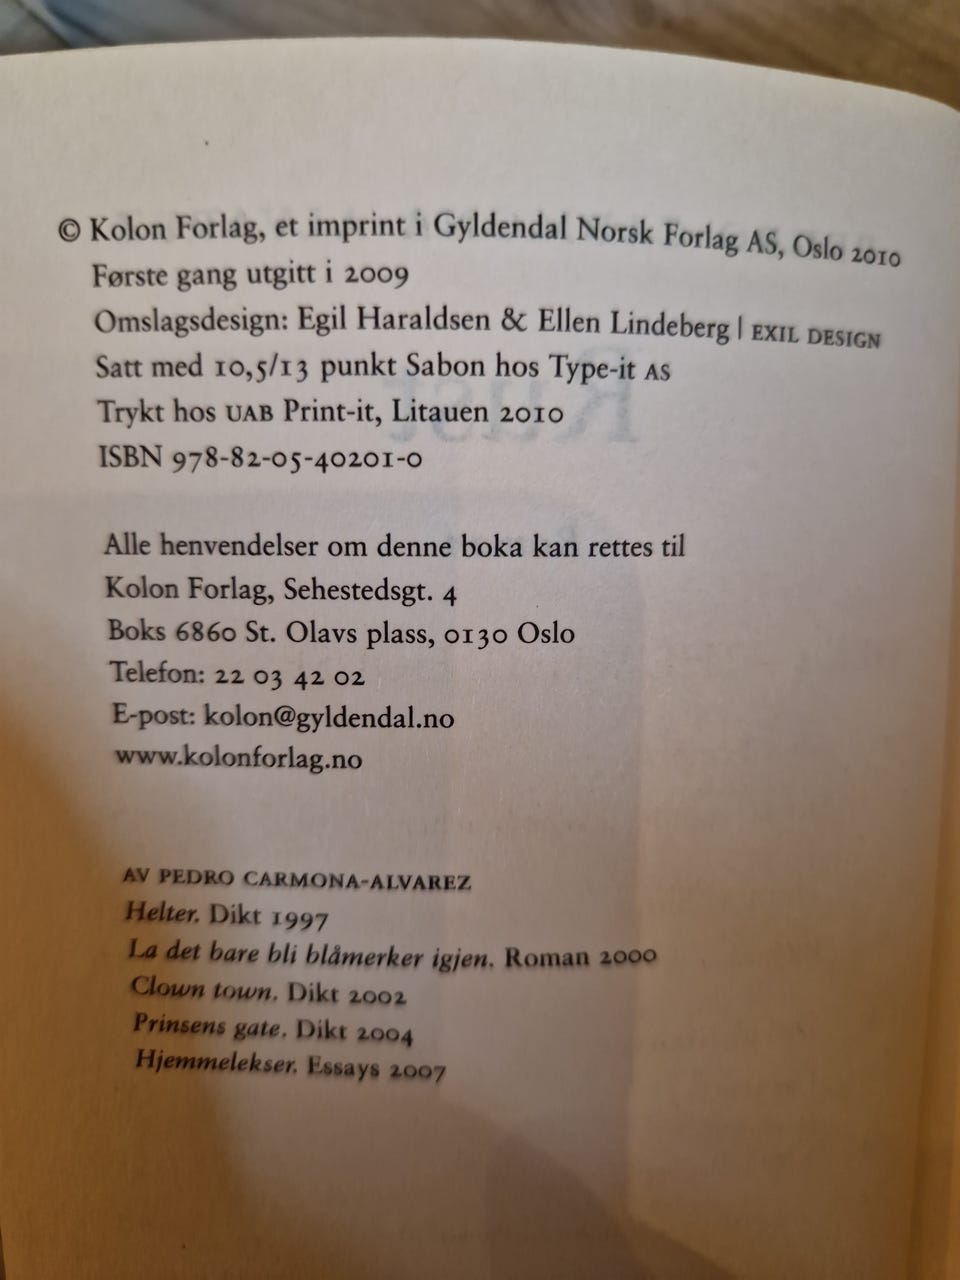 © Kolon Forlag, et imprint i Gyldendal Norsk Forlag AS, Oslo 2010
Første gang utgitt i 2009
Omslagsdesign: Egil Haraldsen & Ellen Lindeberg | EXIL DESIGN
Satt med 10,5/13 punkt Sabon hos Type-it AS
Trykt hos UAB Print-it, Litauen 2010
ISBN 978-82-05-40201-0
Alle henvendelser om denne boka kan rettes til
Kolon Forlag, Sehestedsgt. 4
Boks 6860 St. Olavs plass, 0130 Oslo
Telefon: 22 03 42 02
E-post: kolon@gyldendal.no
www.kolonforlag.no
AV PEDRO CARMONA-ALVAREZ
Helter. Dikt 1997
La det bare bli blåmerker igjen. Roman 2000
Clown town. Dikt 2002
Prinsens gate. Dikt 2004
Hjemmelekser. Essays 2007